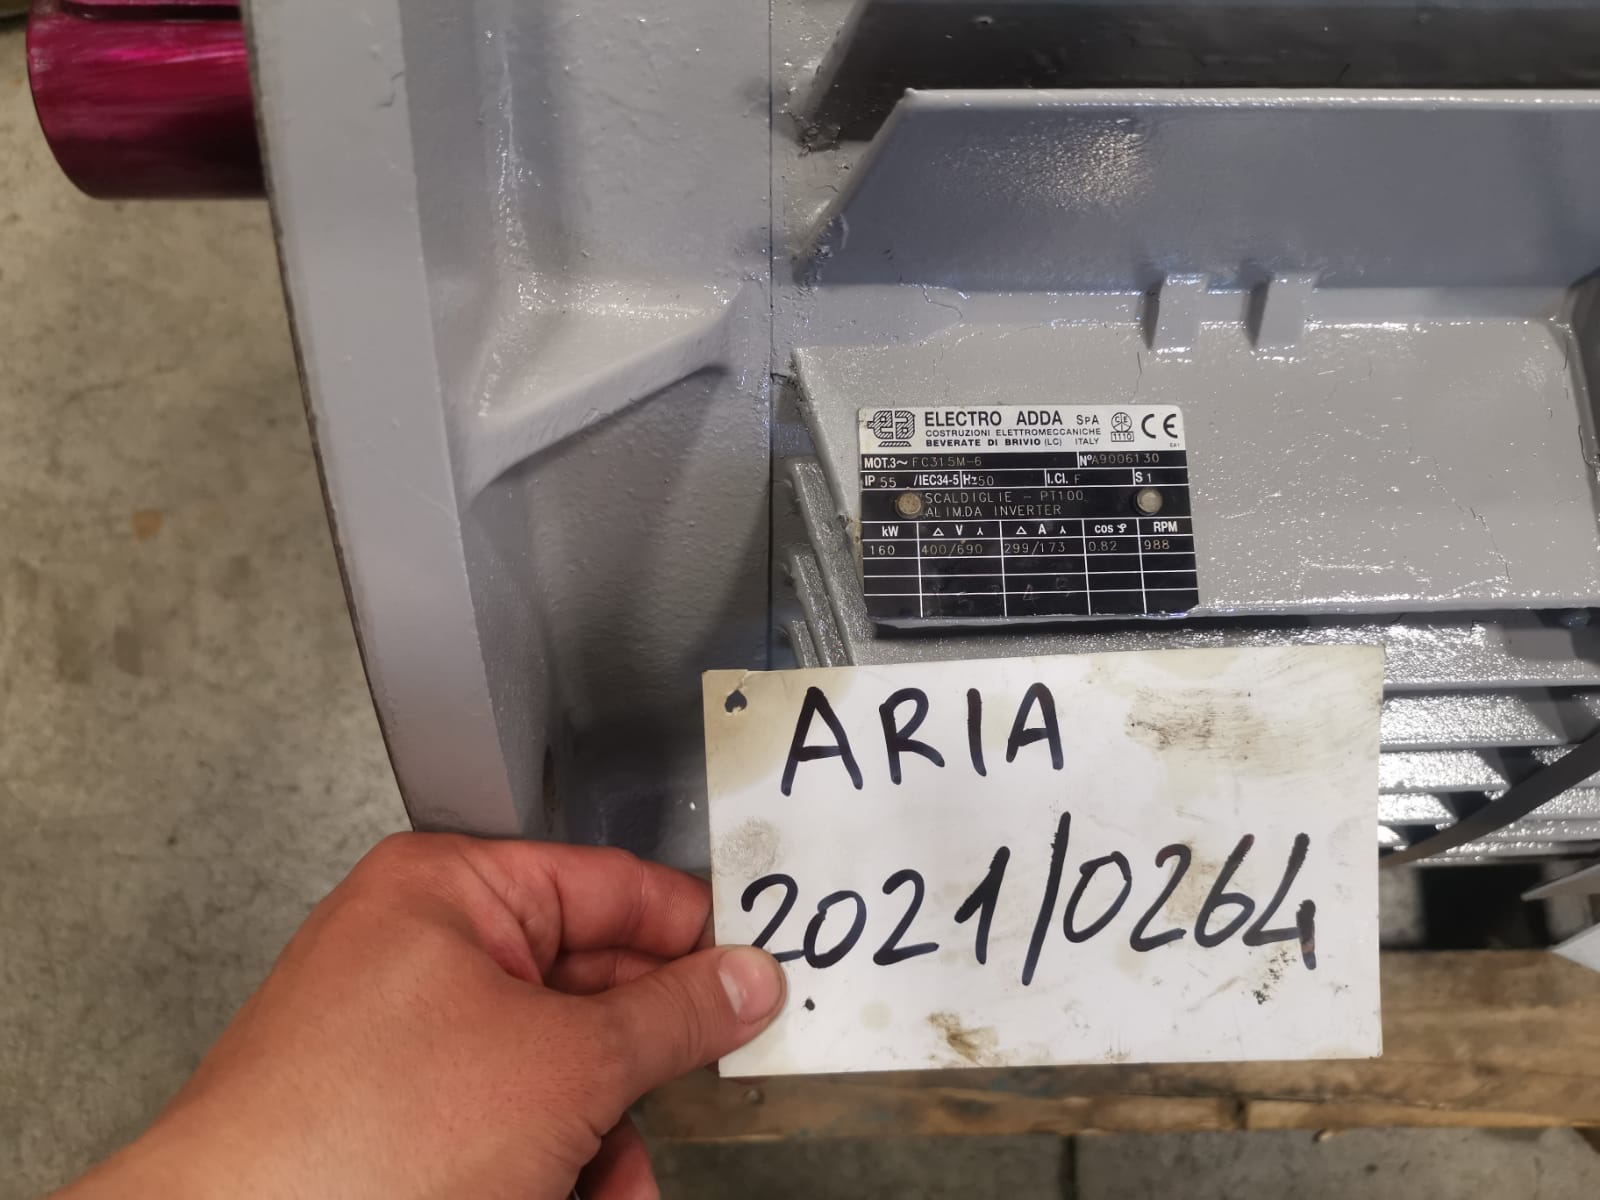 ELECTRO ADDA SpA
COSTRUZIONI ELETTROMECCANICHE
BEVERATE DI BRIVIO (LC) ITALY
1110
CE
MOT.3~ FC315M-6 N°A9006130
IP 55 /IEC34-5 Hz50 I.Cl. F S1
SCALDIGLIE - PT100
ALIM.DA INVERTER
kW △ V ⅄ △ A ⅄ cos φ RPM
160 400/690 299/173 0.82 988
ARIA
2021/0264